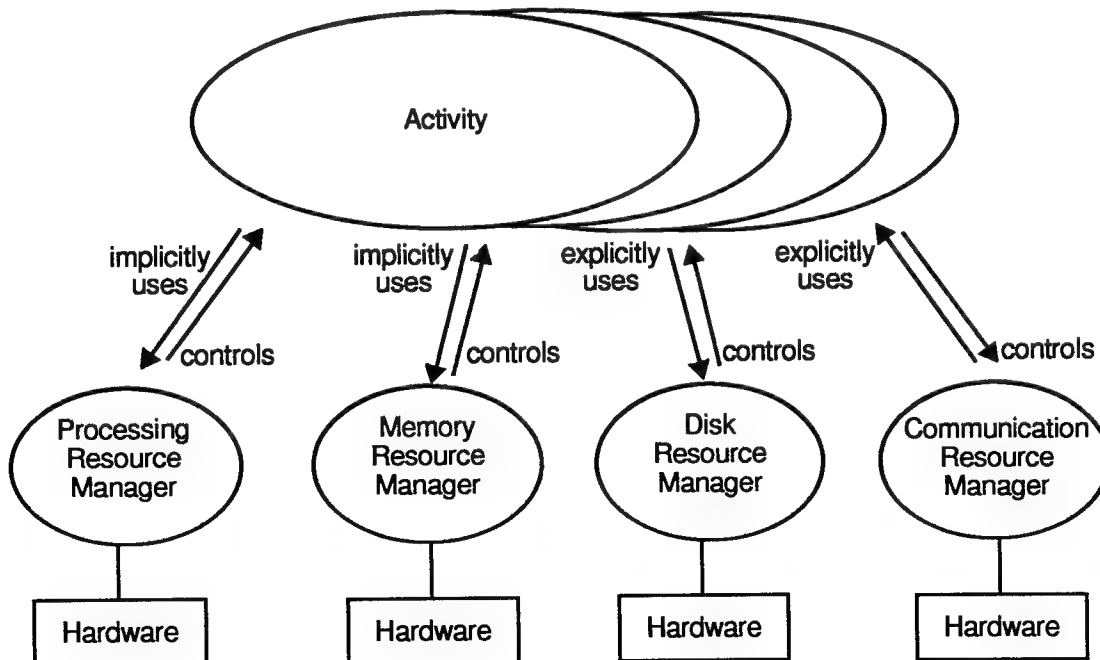 Activity
implicitly
uses
implicitly
uses
explicitly
uses
explicitly
uses
controls
controls
controls
controls
Processing
Resource
Manager
Memory
Resource
Manager
Disk
Resource
Manager
Communication
Resource
Manager
Hardware
Hardware
Hardware
Hardware